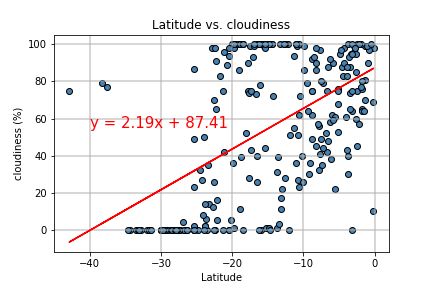 Latitude vs. cloudiness
100
80
60
40
20
0
cloudiness (%)
y = 2.19x + 87.41
−40
−30
−20
−10
0
Latitude